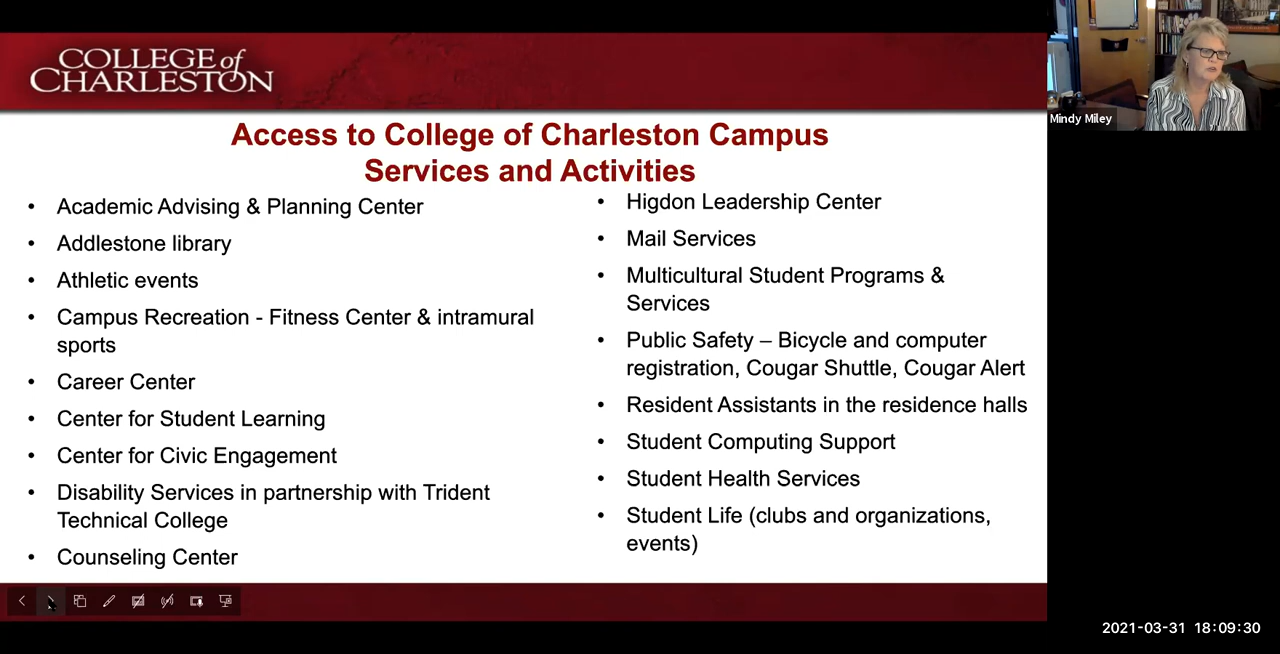 COLLEGE of
CHARLESTON
Access to College of Charleston Campus
Services and Activities
• Academic Advising & Planning Center
• Addlestone library
• Athletic events
• Campus Recreation - Fitness Center & intramural
sports
• Career Center
• Center for Student Learning
• Center for Civic Engagement
• Disability Services in partnership with Trident
Technical College
• Counseling Center
• Higdon Leadership Center
• Mail Services
• Multicultural Student Programs &
Services
• Public Safety – Bicycle and computer
registration, Cougar Shuttle, Cougar Alert
• Resident Assistants in the residence halls
• Student Computing Support
• Student Health Services
• Student Life (clubs and organizations,
events)
Mindy Miley
2021-03-31 18:09:30